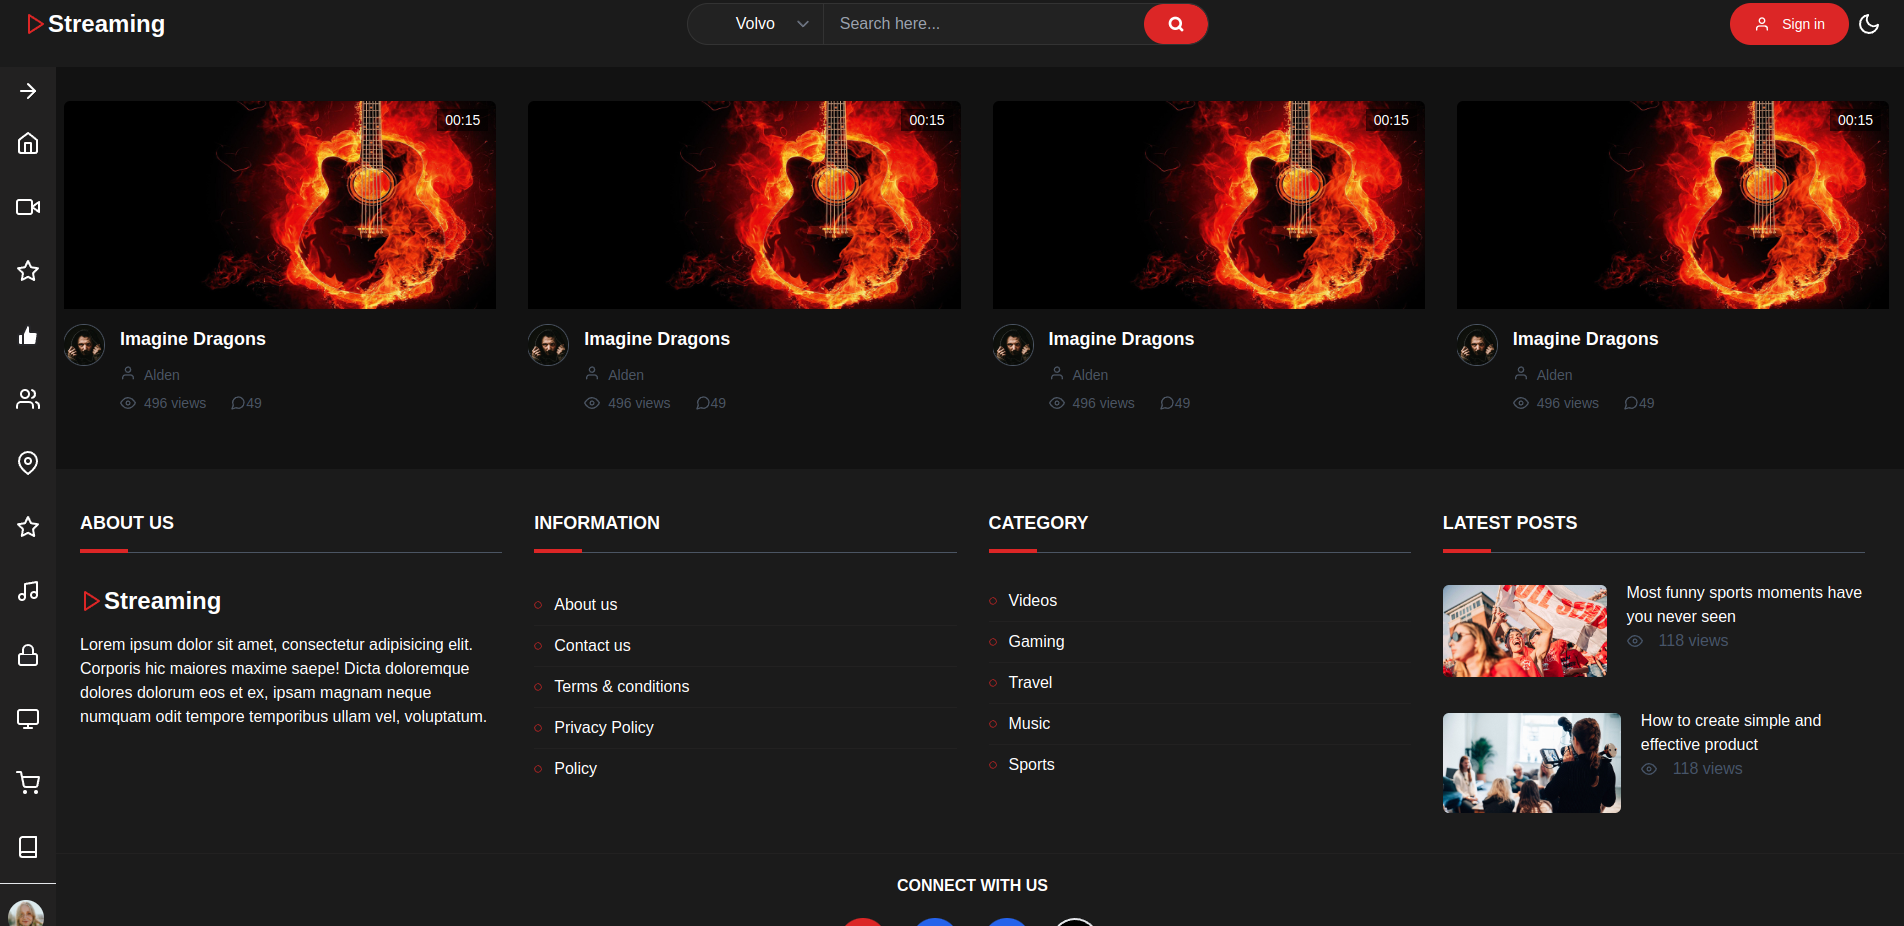 Streaming
Volvo
Search here...
Sign in
00:15
00:15
00:15
00:15
Imagine Dragons
Alden
496 views
49
Imagine Dragons
Alden
496 views
49
Imagine Dragons
Alden
496 views
49
Imagine Dragons
Alden
496 views
49
ABOUT US
Streaming
Lorem ipsum dolor sit amet, consectetur adipisicing elit.
Corporis hic maiores maxime saepe! Dicta doloremque
dolores dolorum eos et ex, ipsam magnam neque
numquam odit tempore temporibus ullam vel, voluptatum.
INFORMATION
About us
Contact us
Terms & conditions
Privacy Policy
Policy
CATEGORY
Videos
Gaming
Travel
Music
Sports
LATEST POSTS
Most funny sports moments have
you never seen
118 views
How to create simple and
effective product
118 views
CONNECT WITH US